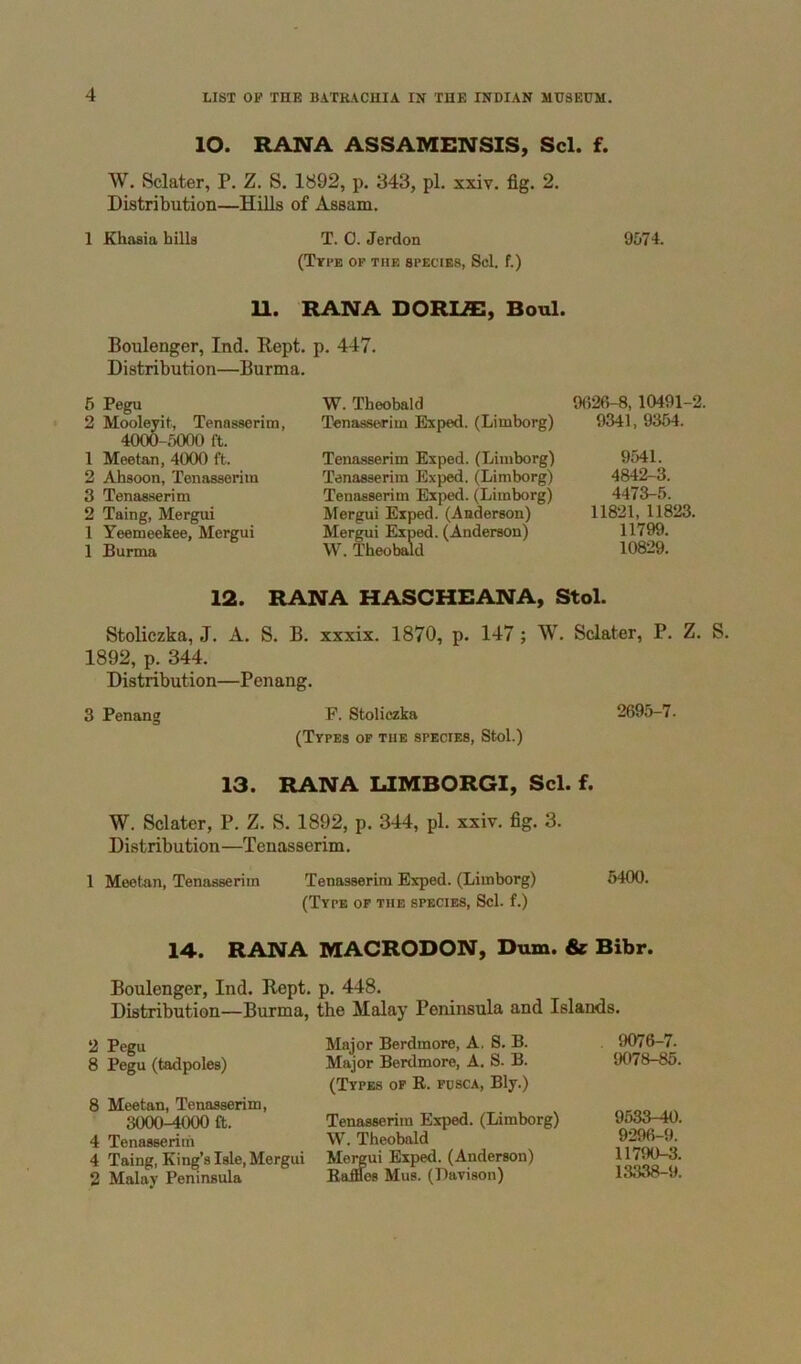 4 LIST OF THE BATRACHIA IN THE INDIAN MUSEUM.
10. RANA ASSAMENSIS, Scl. f.
W. Sclater, P. Z. S. 1892, p. 343, pl. xxiv. fig. 2.
Distribution—Hills of Assam.
1 Khasia hills T. C. Jerdon 9574.
(Type of the species, Scl. f.)
11. RANA DORIÆ, Boul.
Boulenger, Ind. Rept. p. 447.
Distribution—Burma.
5 Pegu W. Theobald 9626-8, 10491-2.
2 Mooleyit, Tenasserim, Tenasserim Exped. (Limborg) 9341, 9354.
4000-5000 ft.
1 Meetan, 4000 ft. Tenasserim Exped. (Limborg) 9541.
2 Ahsoon, Tenasserim Tenasserim Exped. (Limborg) 4842-3.
3 Tenasserim Tenasserim Exped. (Limborg) 4473-5.
2 Taing, Mergui Mergui Exped. (Anderson) 11821, 11823.
1 Yeemeekee, Mergui Mergui Exped. (Anderson) 11799.
1 Burma W. Theobald 10829.
12. RANA HASCHEANA, Stol.
Stoliczka, J. A. S. B. xxxix. 1870, p. 147; W. Sclater, P. Z. S.
1892, p. 344.
Distribution—Penang.
3 Penang F. Stoliczka 2695-7.
(Types of the species, Stol.)
13. RANA LIMBORGI, Scl. f.
W. Sclater, P. Z. S. 1892, p. 344, pl. xxiv. fig. 3.
Distribution—Tenasserim.
1 Meetan, Tenasserim Tenasserim Exped. (Limborg) 5400.
(Type of the species, Scl. f.)
14. RANA MACRODON, Dum. & Bibr.
Boulenger, Ind. Rept. p. 448.
Distribution—Burma, the Malay Peninsula and Islands.
2 Pegu Major Berdmore, A. S. B. 9076-7.
8 Pegu (tadpoles) Major Berdmore, A. S. B. 9078-85.
(Types of R. fusca, Bly.)
8 Meetan, Tenasserim,
3000-4000 ft. Tenasserim Exped. (Limborg) 9533-40.
4 Tenasserim W. Theobald 9296-9.
4 Taing, King's Isle, Mergui Mergui Exped. (Anderson) 11790-3.
2 Malay Peninsula Raffles Mus. (Davison) 13338-9.